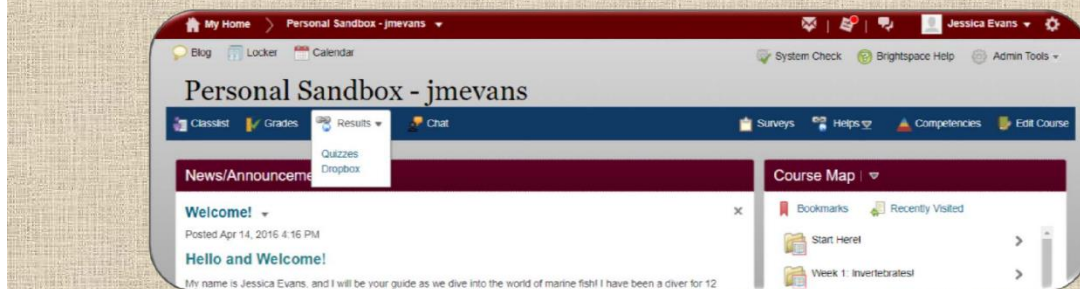 My Home > Personal Sandbox - jmevans Jessica Evans
Blog Locker Calendar System Check Brightspace Help Admin Tools
Personal Sandbox - jmevans
Classlist Grades Results Chat Surveys Helps Competencies Edit Course
Quizzes
Dropbox
News/Announceme
Course Map
Welcome!
Bookmarks Recently Visited
Posted Apr 14, 2016 4:16 PM
Start Here!
Hello and Welcome!
Week 1: Invertebrates!
My name is Jessica Evans, and I will be your guide as we dive into the world of marine fish! I have been a diver for 12